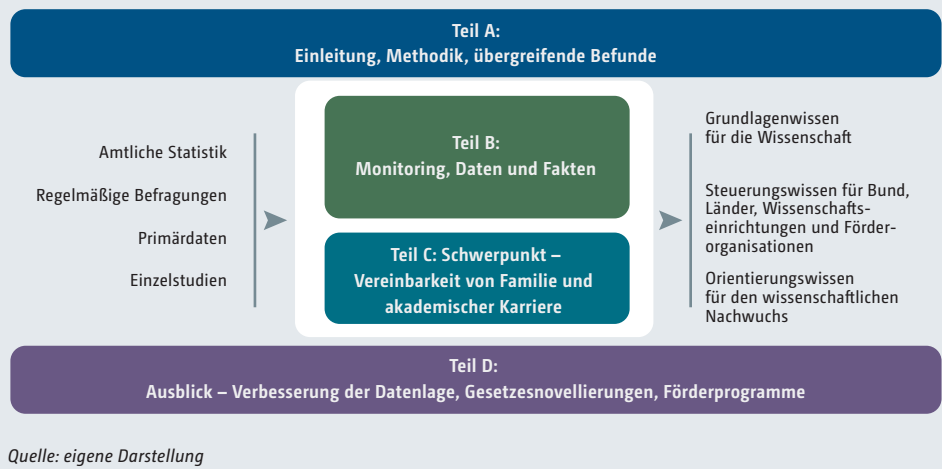 Teil A:
Einleitung, Methodik, übergreifende Befunde
Amtliche Statistik
Regelmäßige Befragungen
Primärdaten
Einzelstudien
Teil B:
Monitoring, Daten und Fakten
Teil C: Schwerpunkt –
Vereinbarkeit von Familie und
akademischer Karriere
Grundlagenwissen
für die Wissenschaft
Steuerungswissen für Bund,
Länder, Wissenschafts-
einrichtungen und Förder-
organisationen
Orientierungswissen
für den wissenschaftlichen
Nachwuchs
Teil D:
Ausblick – Verbesserung der Datenlage, Gesetzesnovellierungen, Förderprogramme
Quelle: eigene Darstellung